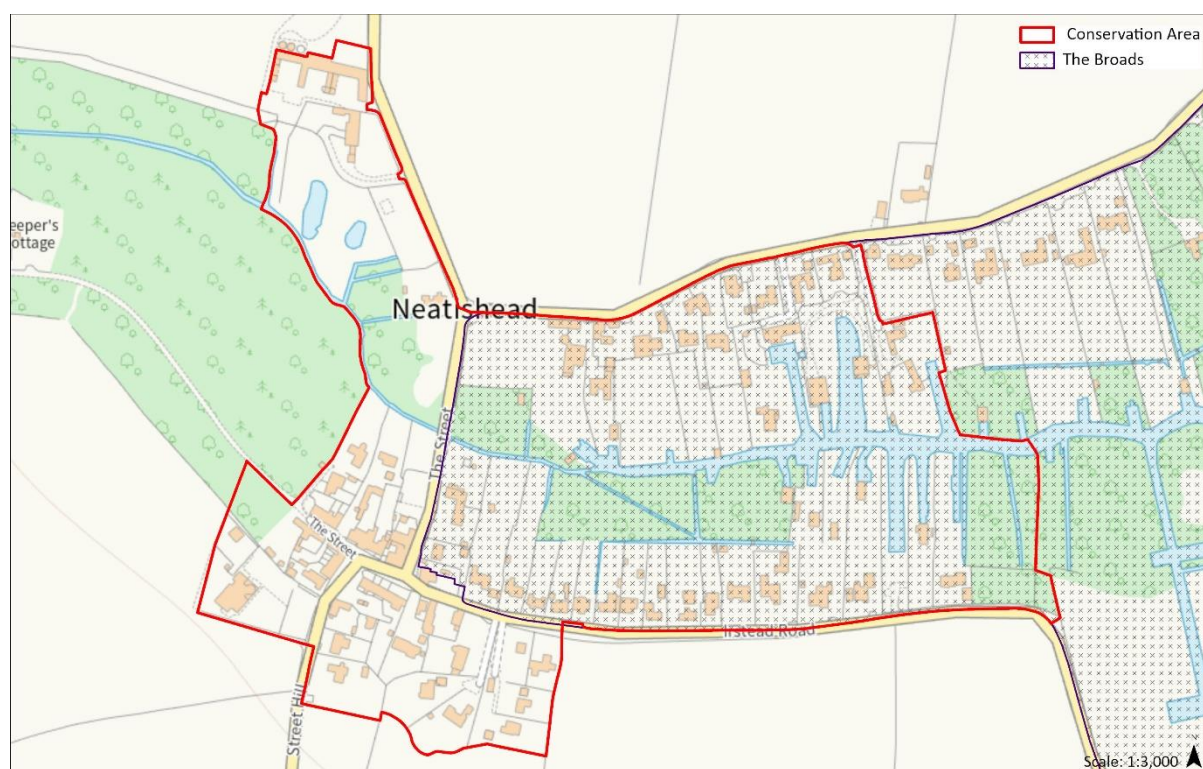 Conservation Area
The Broads
eeper's
ottage
Neatishead
The Street
The Street
Irstead Road
Street Hill
Scale: 1:3,000